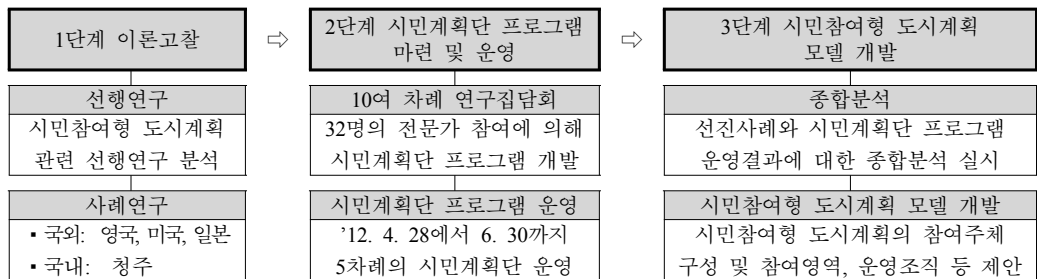 1단계 이론고찰
⇨
2단계 시민계획단 프로그램
마련 및 운영
⇨
3단계 시민참여형 도시계획
모델 개발
선행연구
시민참여형 도시계획
관련 선행연구 분석
10여 차례 연구집담회
32명의 전문가 참여에 의해
시민계획단 프로그램 개발
종합분석
선진사례와 시민계획단 프로그램
운영결과에 대한 종합분석 실시
사례연구
▪ 국외: 영국, 미국, 일본
▪ 국내: 청주
시민계획단 프로그램 운영
’12. 4. 28에서 6. 30까지
5차례의 시민계획단 운영
시민참여형 도시계획 모델 개발
시민참여형 도시계획의 참여주체
구성 및 참여영역, 운영조직 등 제안